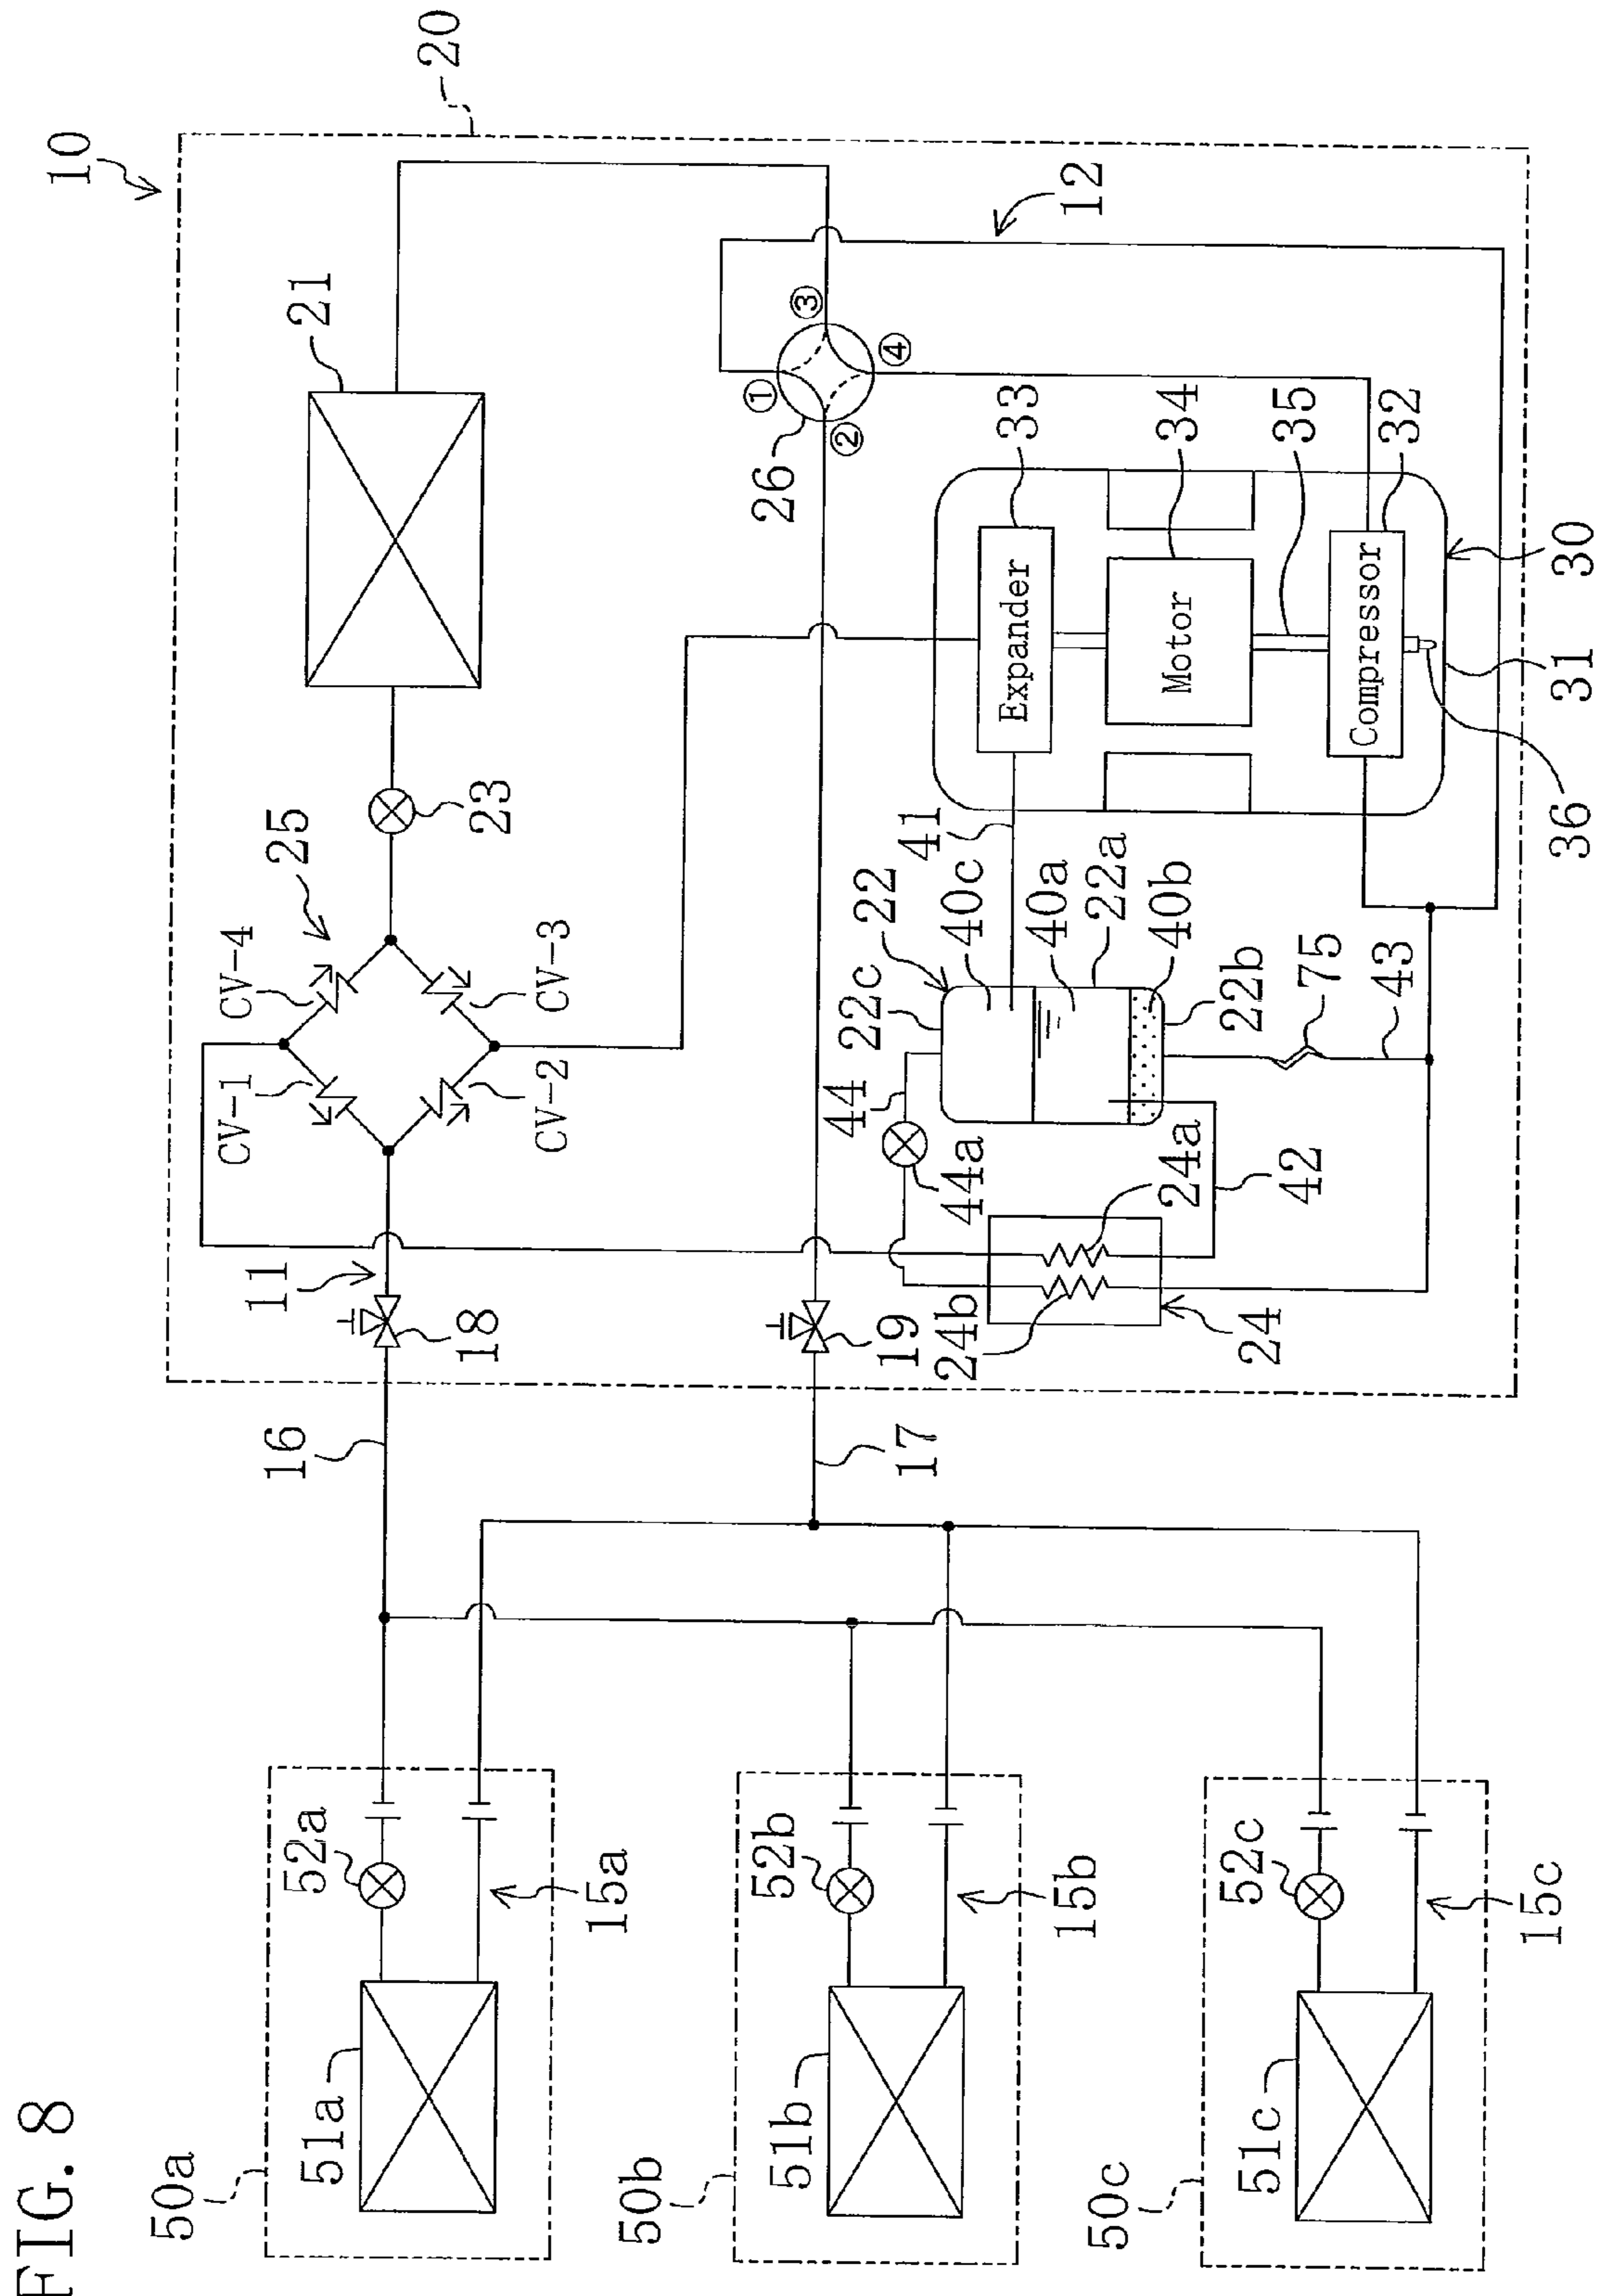 FIG. 8
10
20
21
23
25
CV-1
CV-2
CV-3
CV-4
11
18
16
12
①
②
③
④
26
19
17
Expander
Motor
Compressor
33
34
35
32
30
31
36
41
22
22c
40c
40a
22a
40b
22b
75
43
44
44a
24a
42
24b
24
50a
51a
52a
15a
50b
51b
52b
15b
50c
51c
52c
15c